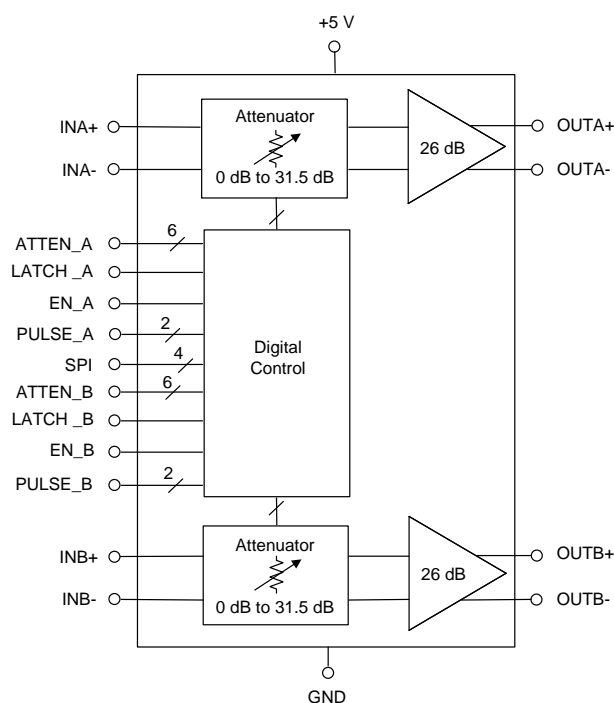 +5 V
INA+
INA-
Attenuator
0 dB to 31.5 dB
26 dB
OUTA+
OUTA-
ATTEN_A
6
LATCH _A
EN_A
PULSE_A
2
SPI
4
ATTEN_B
6
LATCH _B
EN_B
PULSE_B
2
Digital
Control
INB+
INB-
Attenuator
0 dB to 31.5 dB
26 dB
OUTB+
OUTB-
GND